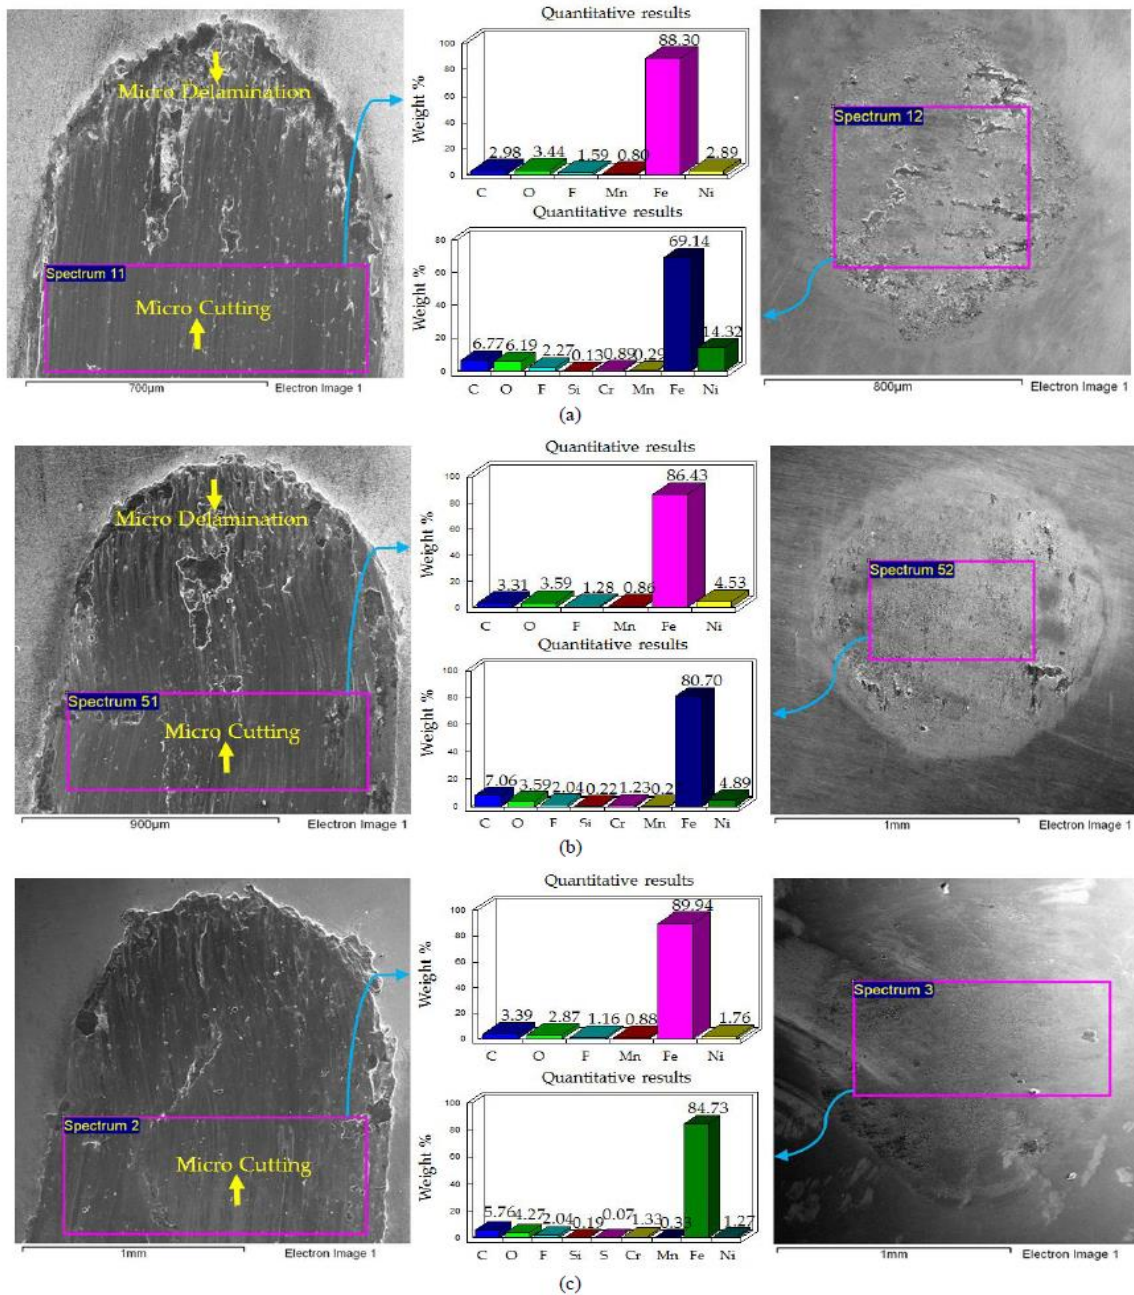 Micro Delamination
Spectrum 11
Micro Cutting
700µm
Electron Image 1
Quantitative results
Weight %
100
80
60
40
20
0
2.98 3.44 1.59 0.80 88.30 2.89
C O F Mn Fe Ni
Quantitative results
Weight %
80
60
40
20
0
6.77 6.19 2.27 0.13 0.89 0.29 69.14 14.32
C O F Si Cr Mn Fe Ni
Spectrum 12
800µm
Electron Image 1
(a)
Micro Delamination
Spectrum 51
Micro Cutting
900µm
Electron Image 1
Quantitative results
Weight %
100
80
60
40
20
0
3.31 3.59 1.28 0.86 86.43 4.53
C O F Mn Fe Ni
Quantitative results
Weight %
100
80
60
40
20
0
7.06 3.59 2.04 0.22 1.23 0.2 80.70 4.89
C O F Si Cr Mn Fe Ni
Spectrum 52
1mm
Electron Image 1
(b)
Spectrum 2
Micro Cutting
1mm
Electron Image 1
Quantitative results
Weight %
100
80
60
40
20
0
3.39 2.87 1.16 0.88 89.94 1.76
C O F Mn Fe Ni
Quantitative results
Weight %
100
80
60
40
20
0
5.76 4.27 2.04 0.19 0.07 1.33 0.33 84.73 1.27
C O F Si S Cr Mn Fe Ni
Spectrum 3
1mm
Electron Image 1
(c)